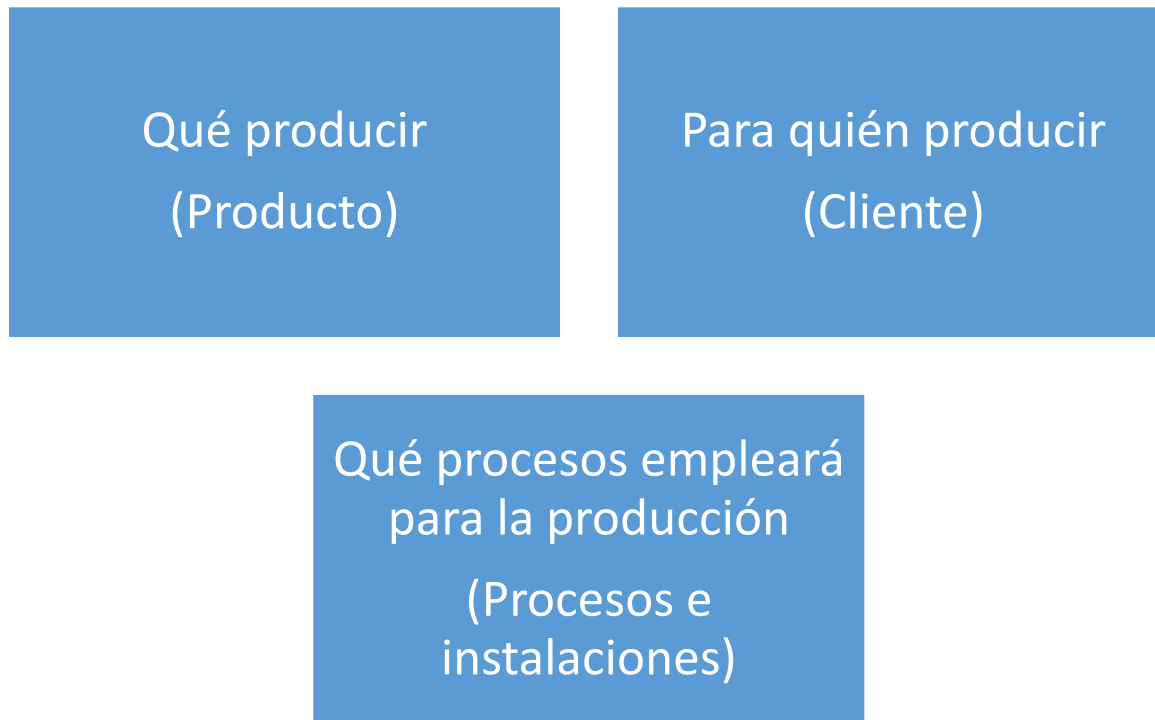 Qué producir
(Producto)
Para quién producir
(Cliente)
Qué procesos empleará
para la producción
(Procesos e
instalaciones)